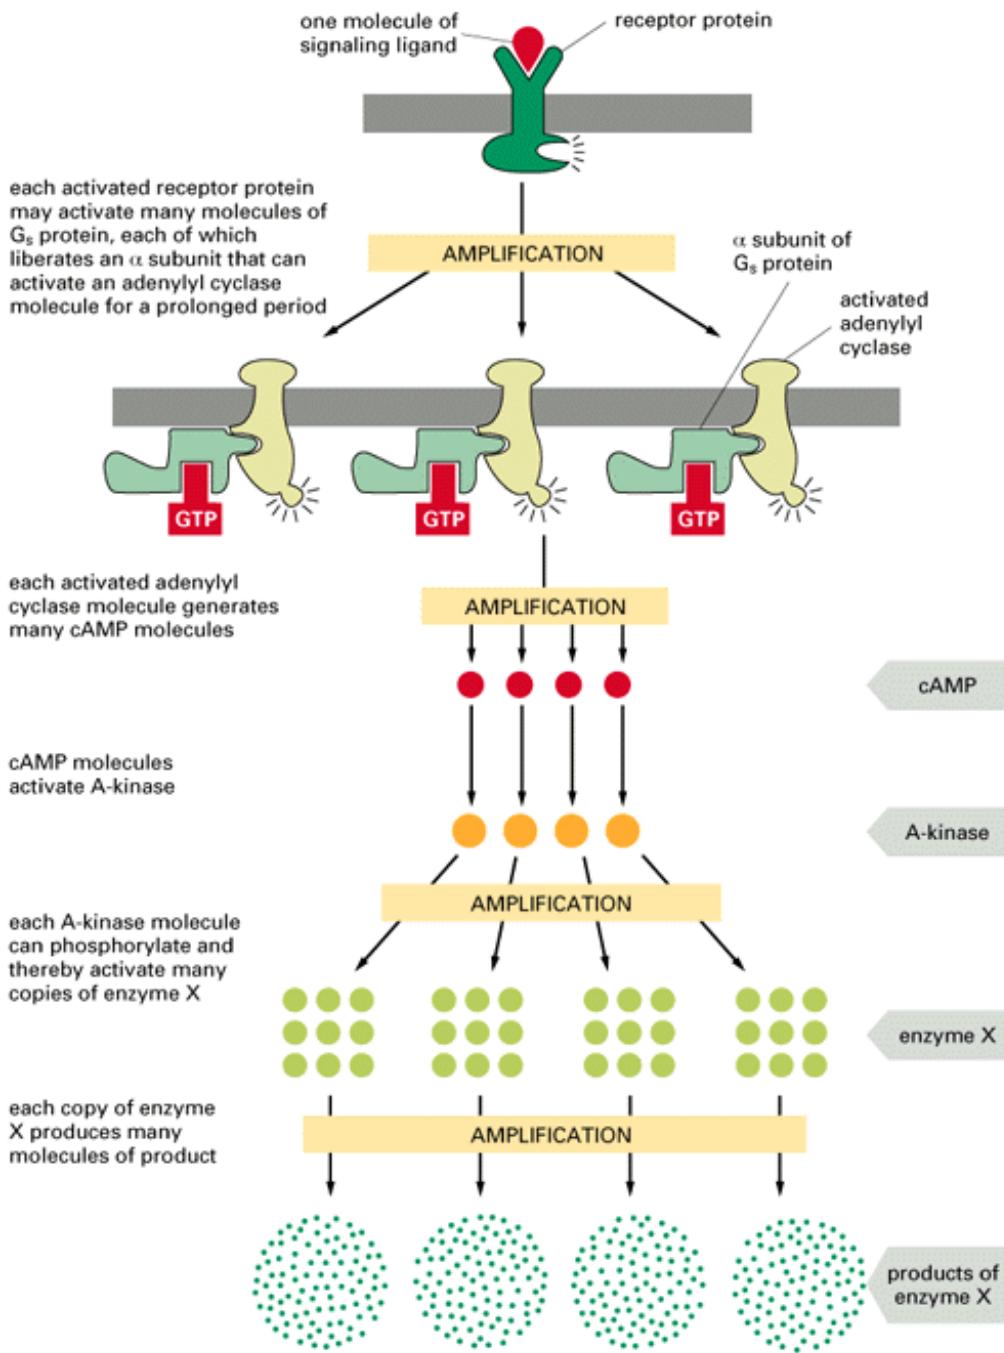 one molecule of
signaling ligand
receptor protein
each activated receptor protein
may activate many molecules of
Gs protein, each of which
liberates an α subunit that can
activate an adenylyl cyclase
molecule for a prolonged period
AMPLIFICATION
α subunit of
Gs protein
activated
adenylyl
cyclase
GTP
GTP
GTP
each activated adenylyl
cyclase molecule generates
many cAMP molecules
AMPLIFICATION
cAMP
cAMP molecules
activate A-kinase
A-kinase
AMPLIFICATION
each A-kinase molecule
can phosphorylate and
thereby activate many
copies of enzyme X
enzyme X
each copy of enzyme
X produces many
molecules of product
AMPLIFICATION
products of
enzyme X